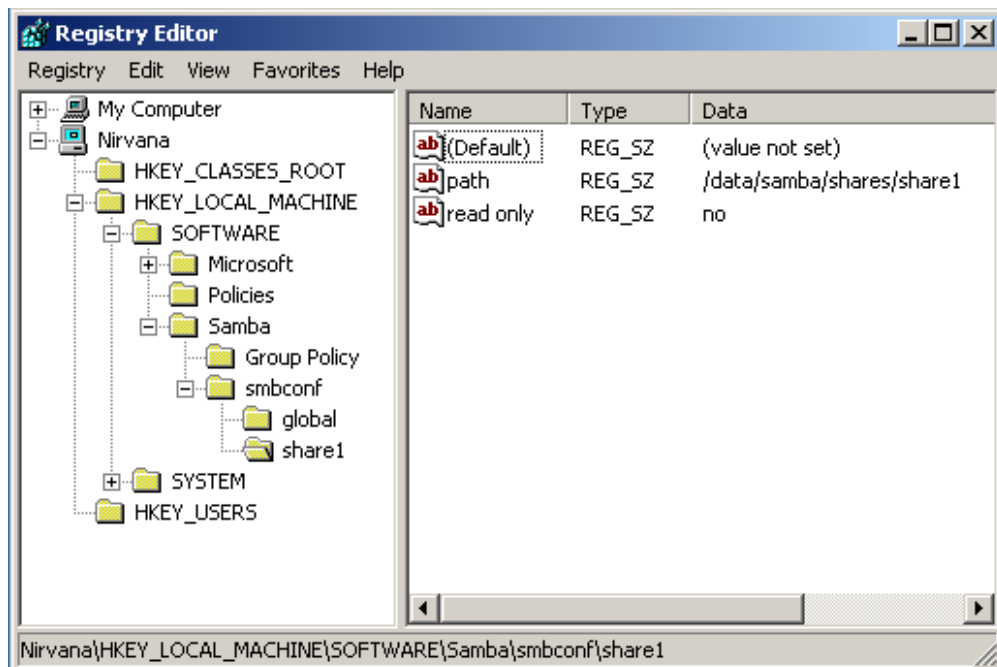 Registry Editor
Registry Edit View Favorites Help
My Computer
Nirvana
HKEY_CLASSES_ROOT
HKEY_LOCAL_MACHINE
SOFTWARE
Microsoft
Policies
Samba
Group Policy
smbconf
global
share1
SYSTEM
HKEY_USERS
Name Type Data
(Default) REG_SZ (value not set)
path REG_SZ /data/samba/shares/share1
read only REG_SZ no
Nirvana\HKEY_LOCAL_MACHINE\SOFTWARE\Samba\smbconf\share1